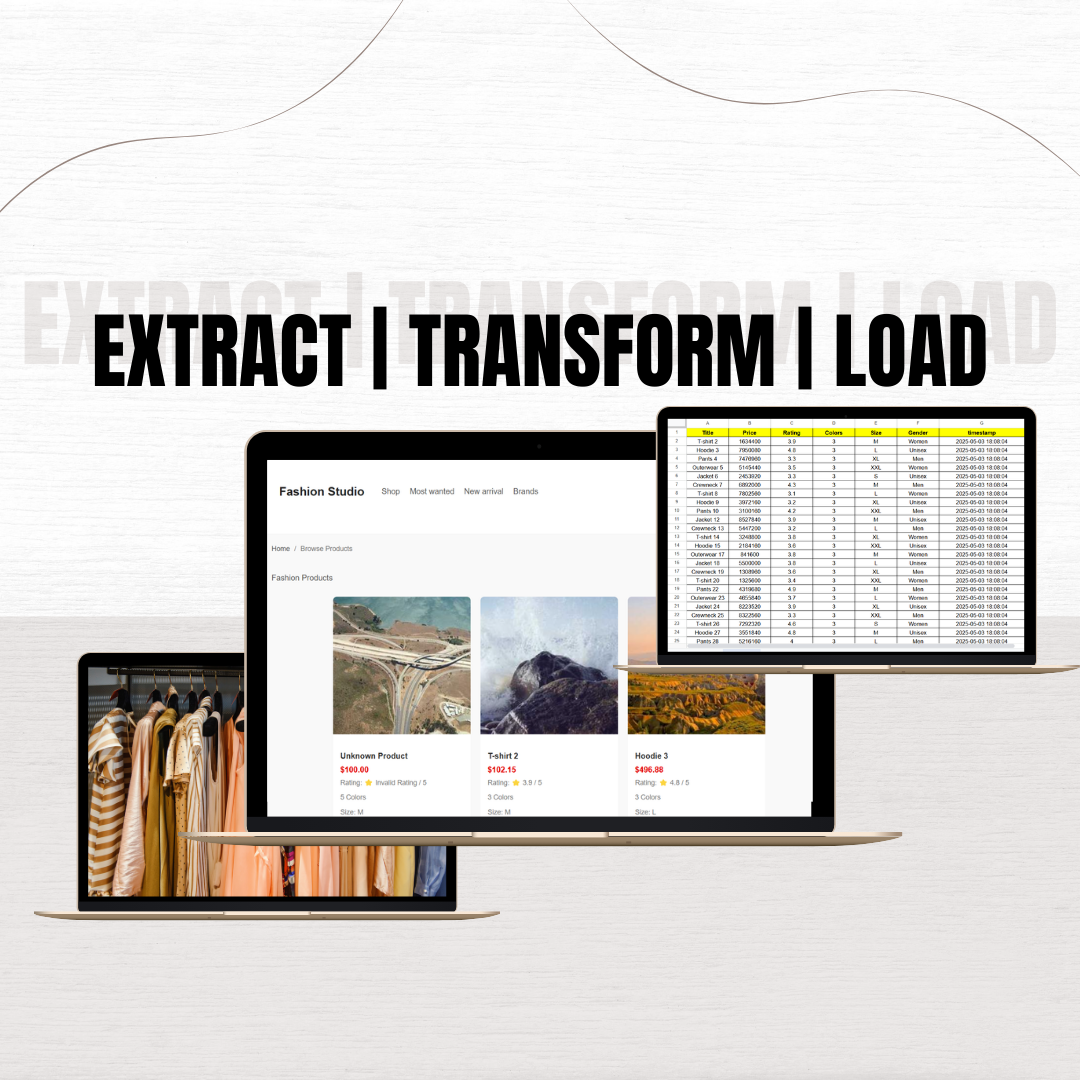 EXTRACT | TRANSFORM | LOAD
EXTRACT | TRANSFORM | LOAD
A B C D E F G
1 Title Price Rating Colors Size Gender timestamp
2 T-shirt 2 1634400 3.9 3 M Women 2025-05-03 18:08:04
3 Hoodie 3 7950080 4.8 3 L Unisex 2025-05-03 18:08:04
4 Pants 4 7476960 3.3 3 XL Men 2025-05-03 18:08:04
5 Outerwear 5 5145440 3.5 3 XXL Women 2025-05-03 18:08:04
6 Jacket 6 2453920 3.3 3 S Unisex 2025-05-03 18:08:04
7 Crewneck 7 6892000 4.3 3 M Men 2025-05-03 18:08:04
8 T-shirt 8 7802560 3.1 3 L Women 2025-05-03 18:08:04
9 Hoodie 9 3972160 3.2 3 XL Unisex 2025-05-03 18:08:04
10 Pants 10 3100160 4.2 3 XXL Men 2025-05-03 18:08:04
11 Jacket 12 8527840 3.9 3 M Unisex 2025-05-03 18:08:04
12 Crewneck 13 5447200 3.2 3 L Men 2025-05-03 18:08:04
13 T-shirt 14 3248800 3.8 3 XL Women 2025-05-03 18:08:04
14 Hoodie 15 2184160 3.6 3 XXL Unisex 2025-05-03 18:08:04
15 Outerwear 17 841600 3.8 3 M Women 2025-05-03 18:08:04
16 Jacket 18 5500000 3.8 3 L Unisex 2025-05-03 18:08:04
17 Crewneck 19 1308960 3.6 3 XL Men 2025-05-03 18:08:04
18 T-shirt 20 1325600 3.4 3 XXL Women 2025-05-03 18:08:04
19 Pants 22 4319680 4.9 3 M Men 2025-05-03 18:08:04
20 Outerwear 23 4655840 3.7 3 L Women 2025-05-03 18:08:04
21 Jacket 24 8223520 3.9 3 XL Unisex 2025-05-03 18:08:04
22 Crewneck 25 8322560 3.3 3 XXL Men 2025-05-03 18:08:04
23 T-shirt 26 7292320 4.6 3 S Women 2025-05-03 18:08:04
24 Hoodie 27 3551840 4.8 3 M Unisex 2025-05-03 18:08:04
25 Pants 28 5216160 4 3 L Men 2025-05-03 18:08:04
Fashion Studio Shop Most wanted New arrival Brands
Home / Browse Products
Fashion Products
Unknown Product
$100.00
Rating: ⭐ Invalid Rating / 5
5 Colors
Size: M
T-shirt 2
$102.15
Rating: ⭐ 3.9 / 5
3 Colors
Size: M
Hoodie 3
$496.88
Rating: ⭐ 4.8 / 5
3 Colors
Size: L